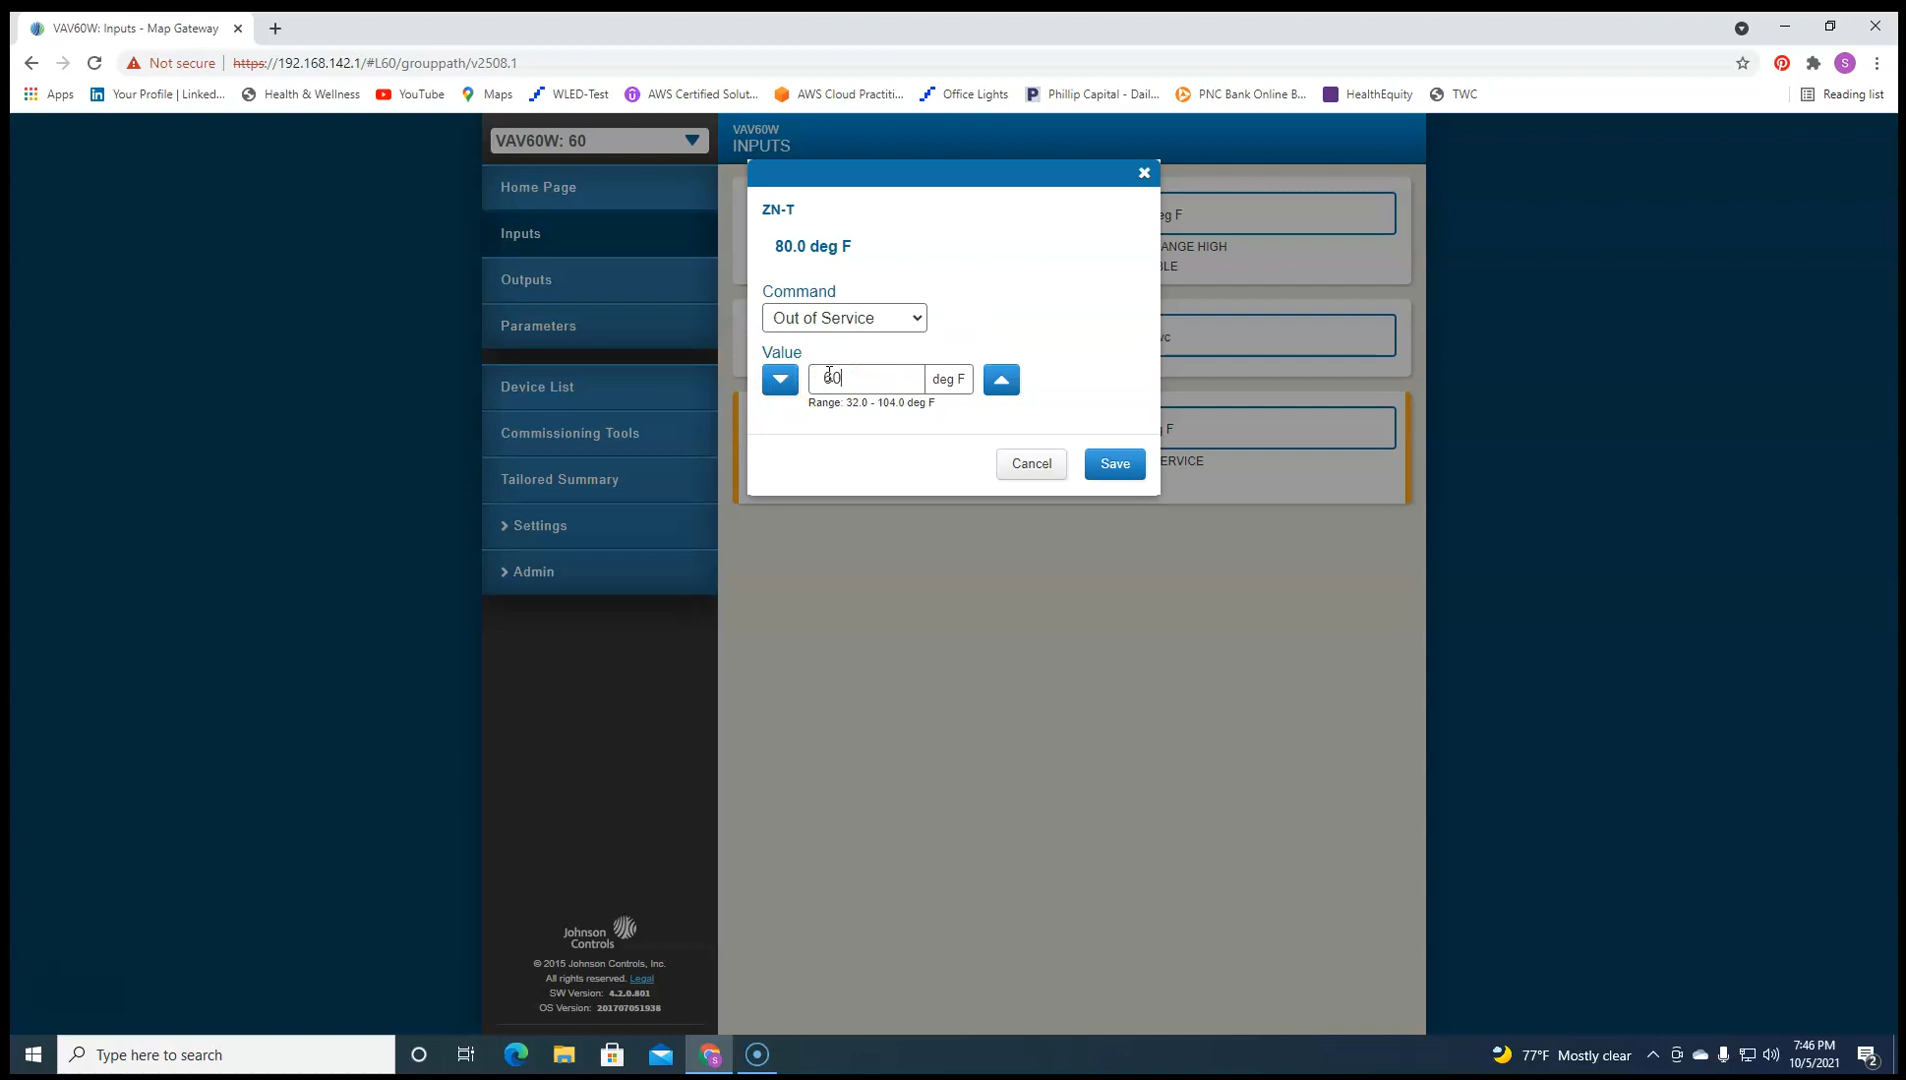 VAV60W: Inputs - Map Gateway
Not secure
https://192.168.142.1/#L60/grouppath/v2508.1
S
Apps
Your Profile | Linked...
Health & Wellness
YouTube
Maps
WLED-Test
AWS Certified Solut...
AWS Cloud Practiti...
Office Lights
Phillip Capital - Dail...
PNC Bank Online B...
HealthEquity
TWC
Reading list
VAV60W: 60
Home Page
Inputs
Outputs
Parameters
Device List
Commissioning Tools
Tailored Summary
Settings
Admin
Johnson
Controls
© 2015 Johnson Controls, Inc.
All rights reserved. Legal
SW Version: 4.2.0.801
OS Version: 201707051938
VAV60W
INPUTS
eg F
ANGE HIGH
BLE
wc
g F
ERVICE
ZN-T
80.0 deg F
Command
Out of Service
Value
60
deg F
Range: 32.0 - 104.0 deg F
Cancel
Save
Type here to search
77°F Mostly clear
7:46 PM
10/5/2021
2